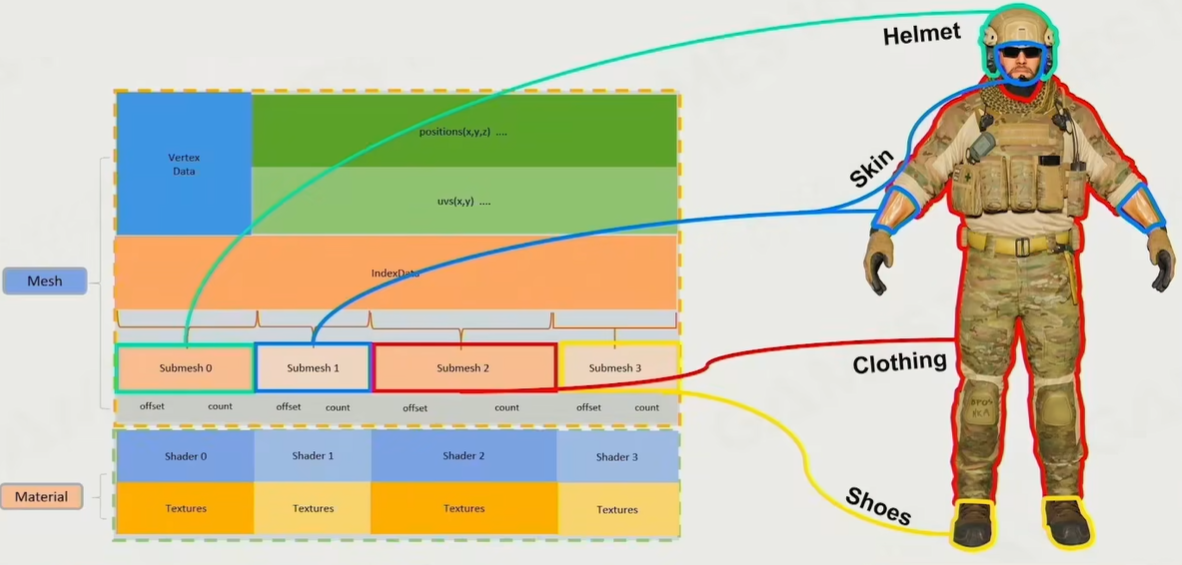 Helmet
positions(x,y,z) ....
Vertex
Data
Skin
uvs(x,y) ....
IndexData
Mesh
Submesh 0
Submesh 1
Submesh 2
Submesh 3
Clothing
offset
count
offset
count
offset
count
offset
count
Shader 0
Shader 1
Shader 2
Shader 3
Material
Textures
Textures
Textures
Textures
Shoes